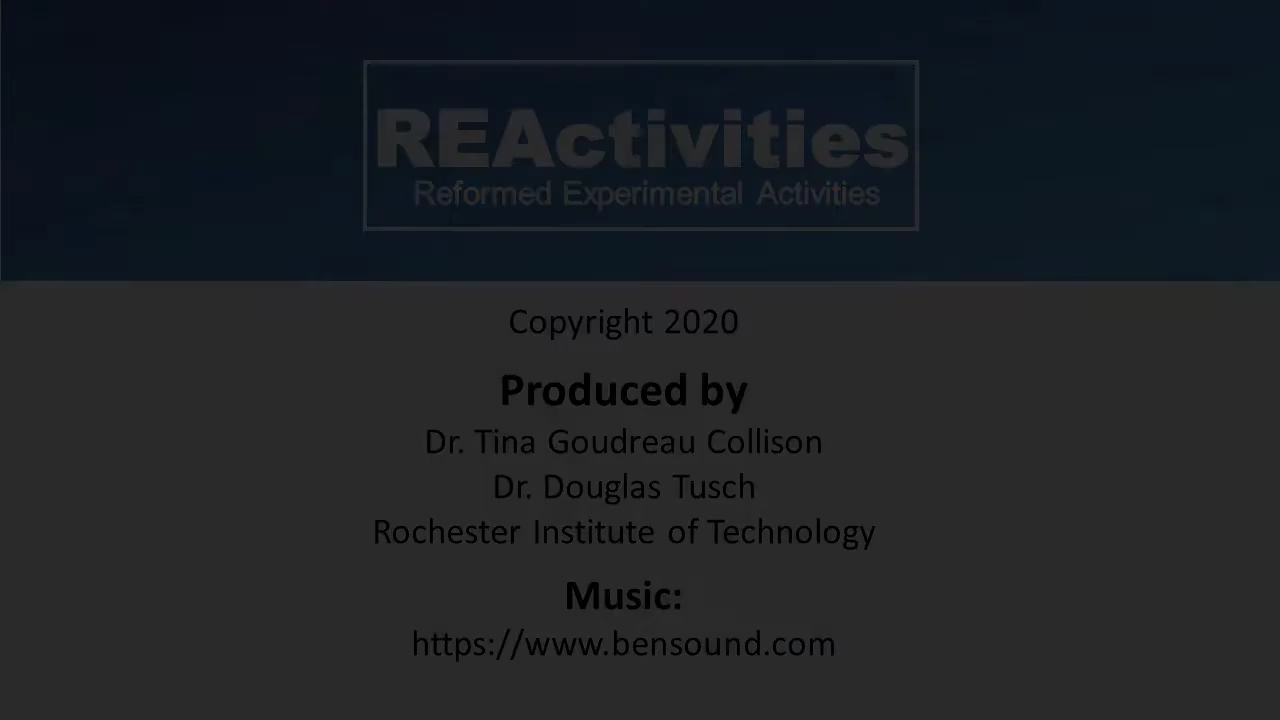 REActivities
Reformed Experimental Activities
Copyright 2020
Produced by
Dr. Tina Goudreau Collison
Dr. Douglas Tusch
Rochester Institute of Technology
Music:
https://www.bensound.com